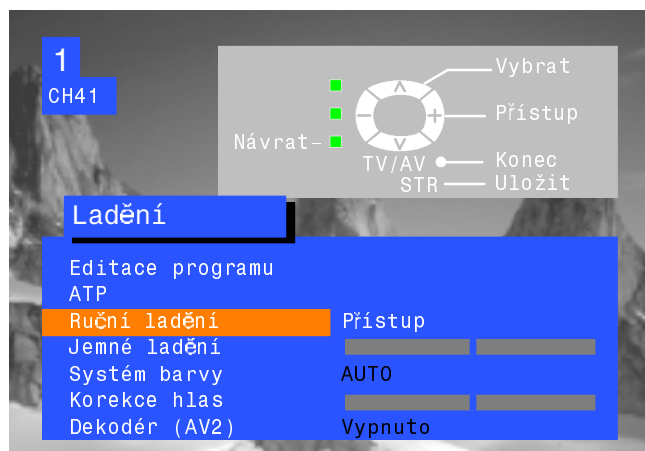 1
CH41
Vybrat
Přístup
Návrat
TV/AV Konec
STR Uložit
Ladění
Editace programu
ATP
Ruční ladění Přístup
Jemné ladění
Systém barvy AUTO
Korekce hlas
Dekodér (AV2) Vypnuto